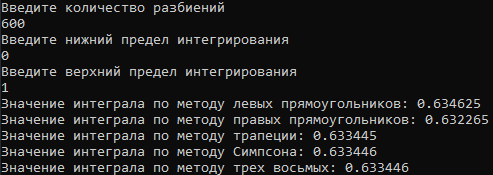 Введите количество разбиений
600
Введите нижний предел интегрирования
0
Введите верхний предел интегрирования
1
Значение интеграла по методу левых прямоугольников: 0.634625
Значение интеграла по методу правых прямоугольников: 0.632265
Значение интеграла по методу трапеции: 0.633445
Значение интеграла по методу Симпсона: 0.633446
Значение интеграла по методу трех восьмых: 0.633446